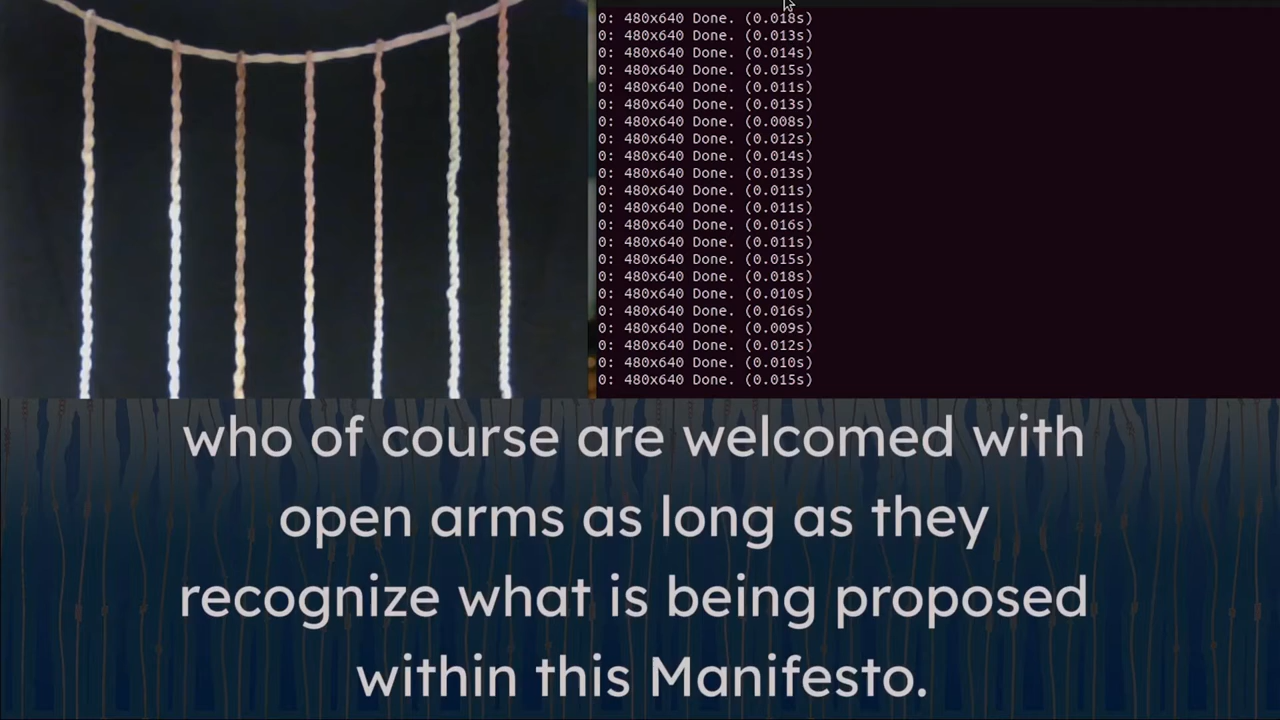 0: 480x640 Done. (0.018s)
0: 480x640 Done. (0.013s)
0: 480x640 Done. (0.014s)
0: 480x640 Done. (0.015s)
0: 480x640 Done. (0.011s)
0: 480x640 Done. (0.013s)
0: 480x640 Done. (0.008s)
0: 480x640 Done. (0.012s)
0: 480x640 Done. (0.014s)
0: 480x640 Done. (0.013s)
0: 480x640 Done. (0.011s)
0: 480x640 Done. (0.011s)
0: 480x640 Done. (0.016s)
0: 480x640 Done. (0.011s)
0: 480x640 Done. (0.015s)
0: 480x640 Done. (0.018s)
0: 480x640 Done. (0.010s)
0: 480x640 Done. (0.016s)
0: 480x640 Done. (0.009s)
0: 480x640 Done. (0.012s)
0: 480x640 Done. (0.010s)
0: 480x640 Done. (0.015s)
who of course are welcomed with
open arms as long as they
recognize what is being proposed
within this Manifesto.